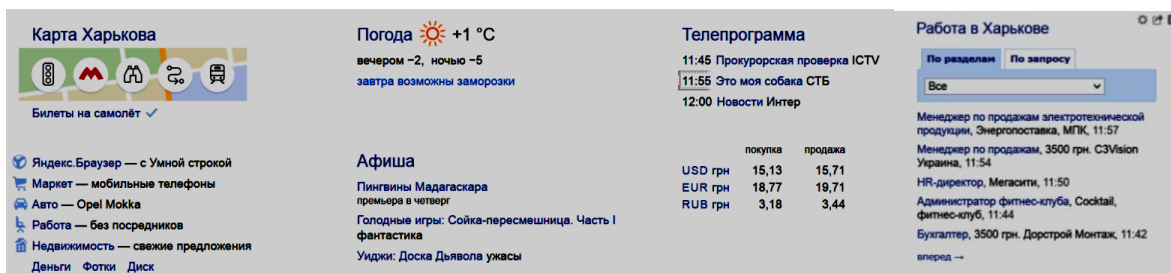 Карта Харькова
Билеты на самолёт
Яндекс.Браузер — с Умной строкой
Маркет — мобильные телефоны
Авто — Opel Mokka
Работа — без посредников
Недвижимость — свежие предложения
Деньги Фотки Диск
Погода +1 °C
вечером −2, ночью −5
завтра возможны заморозки
Афиша
Пингвины Мадагаскара
премьера в четверг
Голодные игры: Сойка-пересмешница. Часть I
фантастика
Уиджи: Доска Дьявола ужасы
Телепрограмма
11:45 Прокурорская проверка ICTV
11:55 Это моя собака СТБ
12:00 Новости Интер
покупка продажа
USD грн 15,13 15,71
EUR грн 18,77 19,71
RUB грн 3,18 3,44
Работа в Харькове
По разделам По запросу
Все
Менеджер по продажам электротехнической
продукции, Энергопоставка, МПК, 11:57
Менеджер по продажам, 3500 грн. C3Vision
Украина, 11:54
HR-директор, Мегасити, 11:50
Администратор фитнес-клуба, Cocktail,
фитнес-клуб, 11:44
Бухгалтер, 3500 грн. Дорстрой Монтаж, 11:42
вперед →